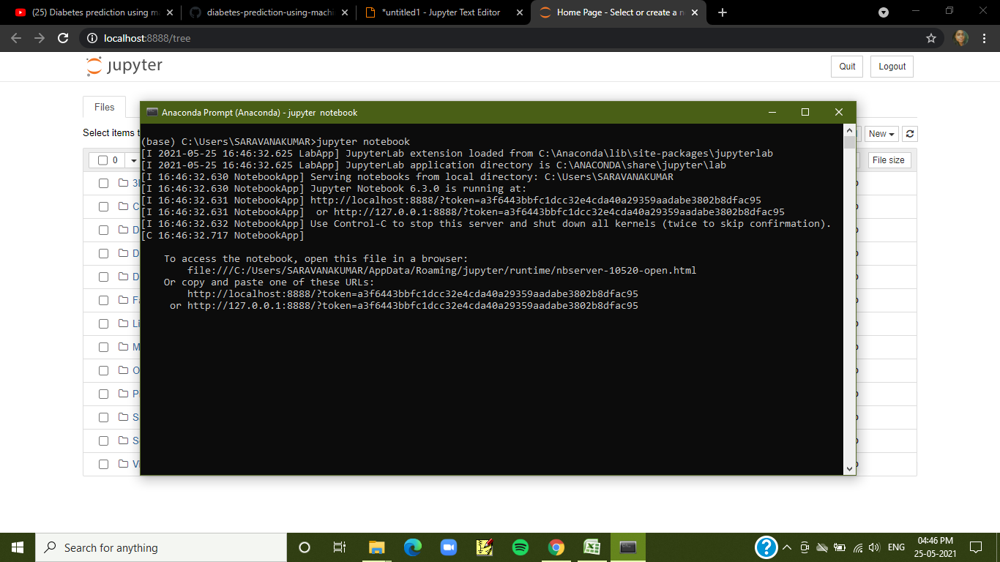 (25) Diabetes prediction using m
diabetes-prediction-using-machi
*untitled1 - Jupyter Text Editor
Home Page - Select or create a n
localhost:8888/tree
jupyter
Quit
Logout
Files
Select items t
New
0
File size
3
C
D
D
D
Fa
Li
M
O
P
S
S
Vi
Anaconda Prompt (Anaconda) - jupyter  notebook
(base) C:\Users\SARAVANAKUMAR>jupyter notebook
[I 2021-05-25 16:46:32.625 LabApp] JupyterLab extension loaded from C:\Anaconda\lib\site-packages\jupyterlab
[I 2021-05-25 16:46:32.625 LabApp] JupyterLab application directory is C:\ANACONDA\share\jupyter\lab
[I 16:46:32.630 NotebookApp] Serving notebooks from local directory: C:\Users\SARAVANAKUMAR
[I 16:46:32.630 NotebookApp] Jupyter Notebook 6.3.0 is running at:
[I 16:46:32.631 NotebookApp] http://localhost:8888/?token=a3f6443bbfc1dcc32e4cda40a29359aadabe3802b8dfac95
[I 16:46:32.631 NotebookApp]  or http://127.0.0.1:8888/?token=a3f6443bbfc1dcc32e4cda40a29359aadabe3802b8dfac95
[I 16:46:32.632 NotebookApp] Use Control-C to stop this server and shut down all kernels (twice to skip confirmation).
[C 16:46:32.717 NotebookApp]
To access the notebook, open this file in a browser:
file:///C:/Users/SARAVANAKUMAR/AppData/Roaming/jupyter/runtime/nbserver-10520-open.html
Or copy and paste one of these URLs:
http://localhost:8888/?token=a3f6443bbfc1dcc32e4cda40a29359aadabe3802b8dfac95
or http://127.0.0.1:8888/?token=a3f6443bbfc1dcc32e4cda40a29359aadabe3802b8dfac95
Search for anything
ENG
04:46 PM
25-05-2021